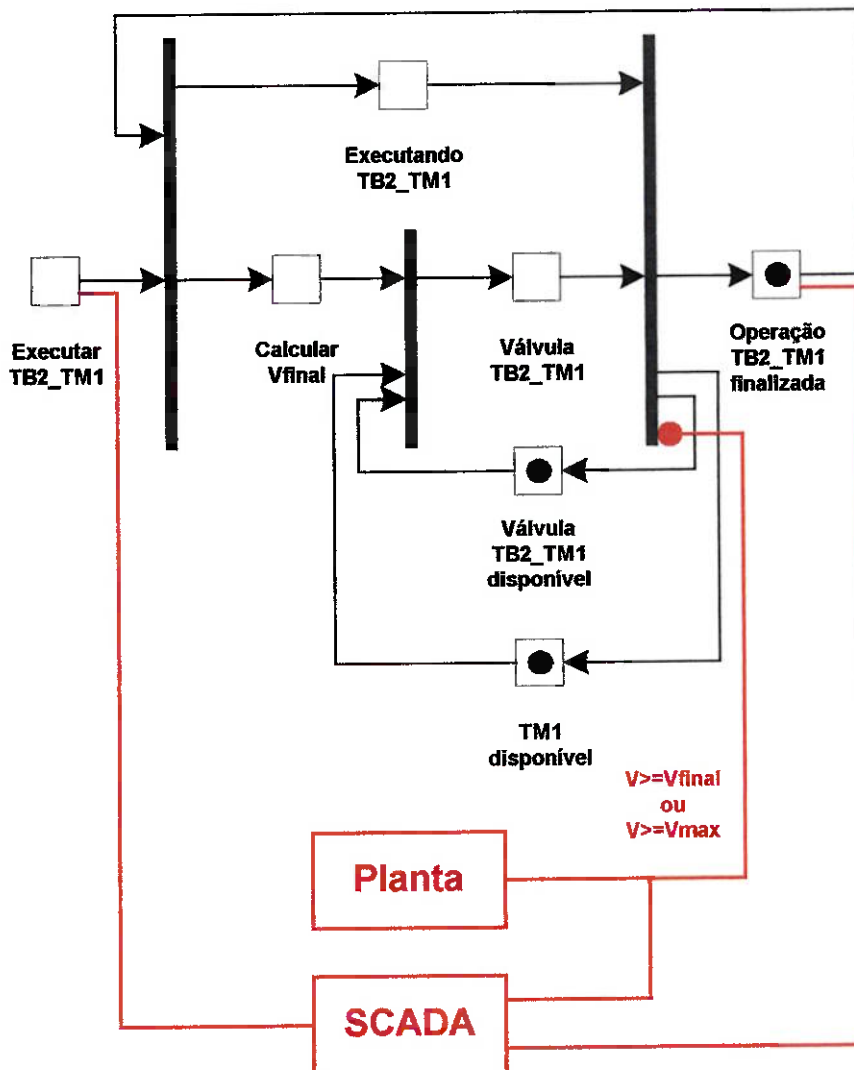 Executando
TB2_TM1
Executar
TB2_TM1
Calcular
Vfinal
Válvula
TB2_TM1
Operação
TB2_TM1
finalizada
Válvula
TB2_TM1
disponível
TM1
disponível
V>=Vfinal
ou
V>=Vmax
Planta
SCADA